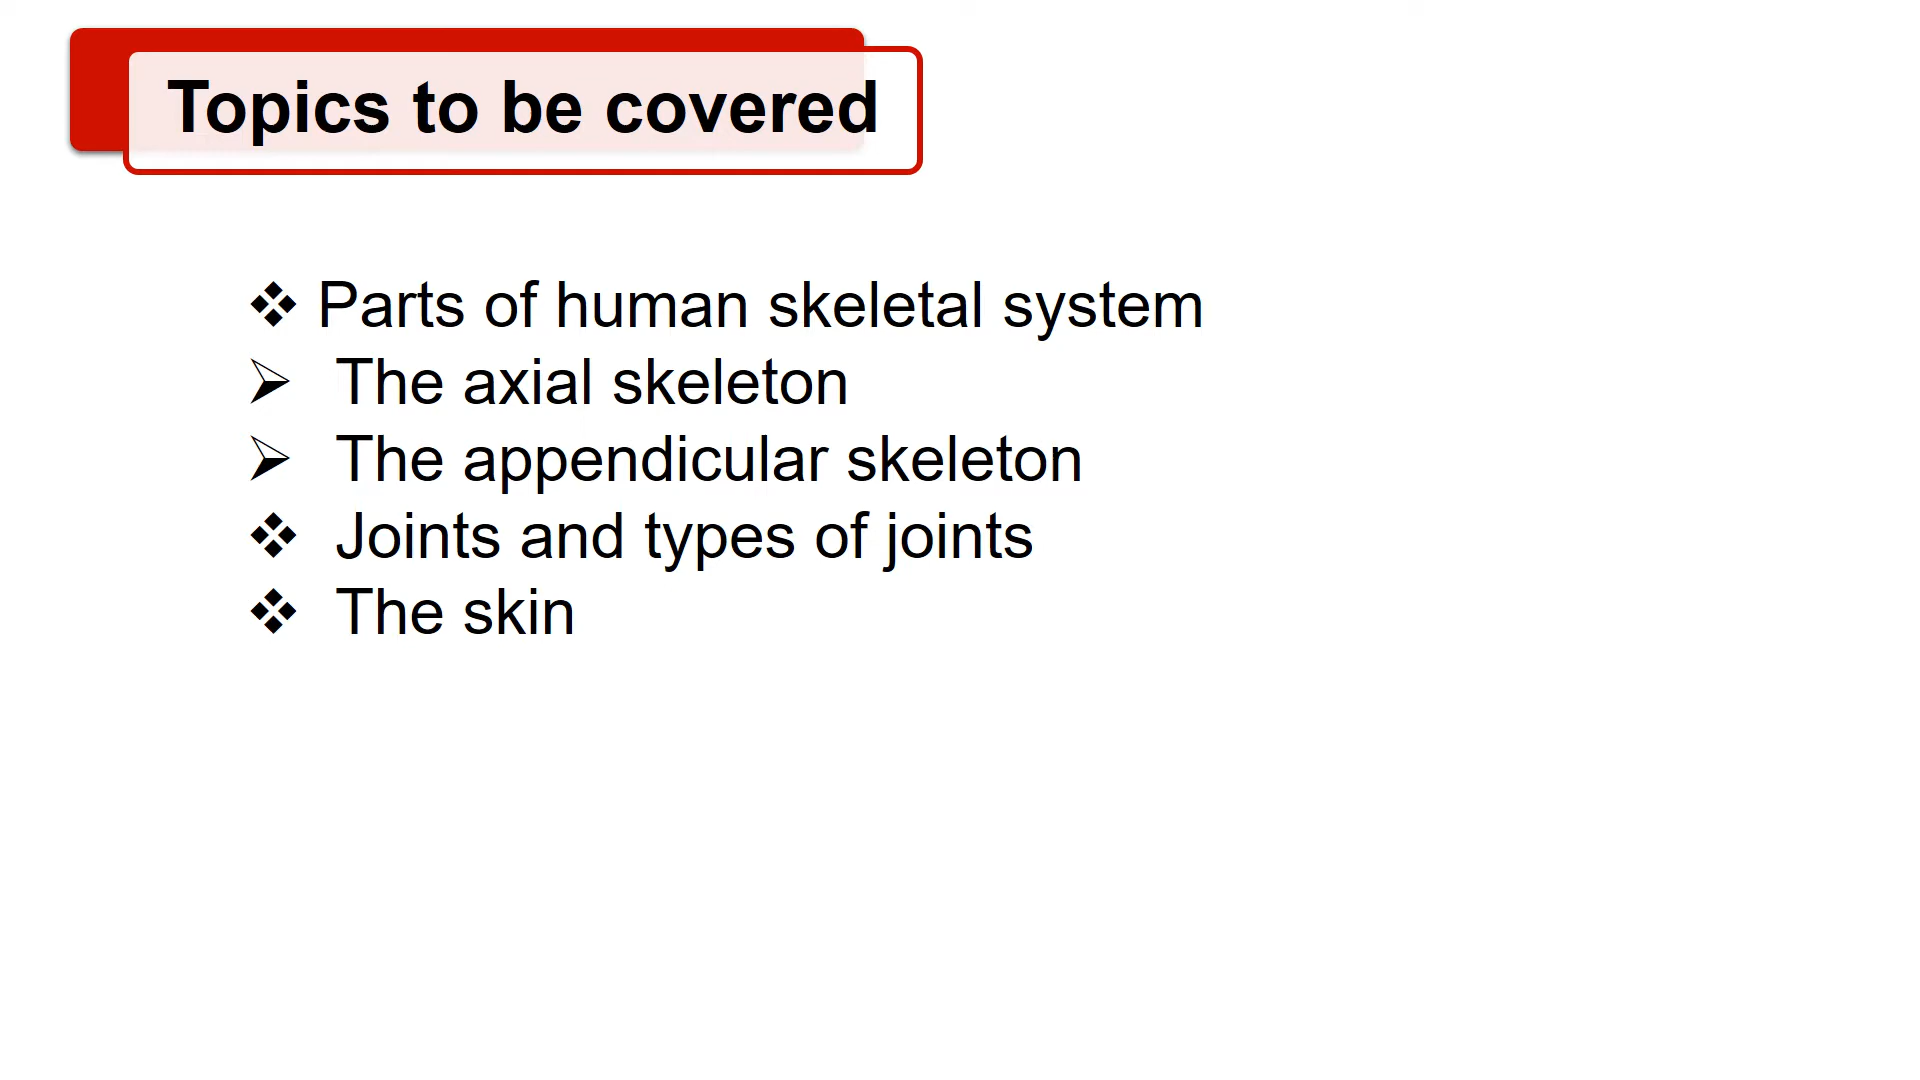 Topics to be covered
❖ Parts of human skeletal system
➢ The axial skeleton
➢ The appendicular skeleton
❖ Joints and types of joints
❖ The skin